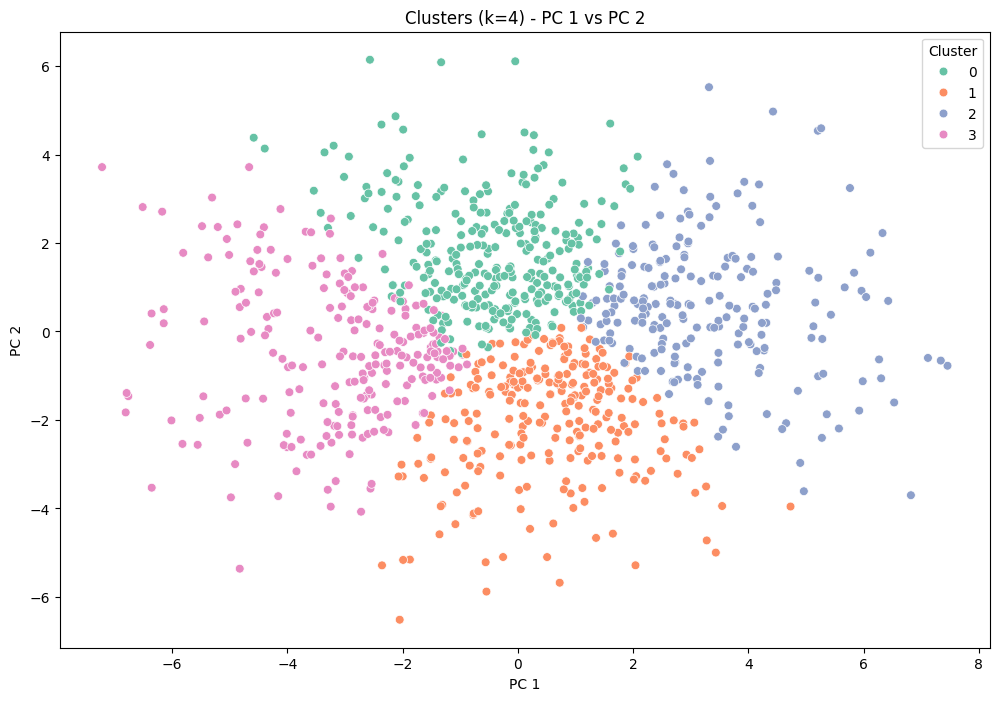 Clusters (k=4) - PC 1 vs PC 2
Cluster
0
1
2
3
6
4
2
0
−2
−4
−6
PC 2
−6 −4 −2 0 2 4 6 8
PC 1